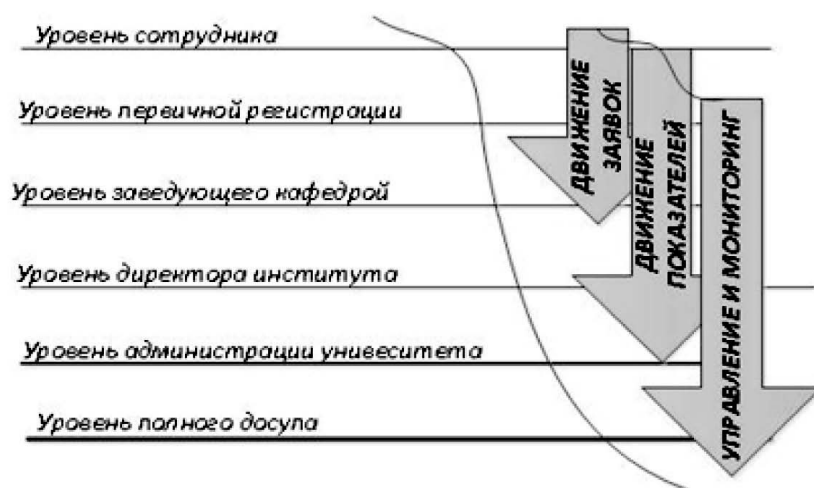 Уровень сотрудника
Уровень первичной регистрации
Уровень заведующего кафедрой
Уровень директора института
Уровень администрации унивеситета
Уровень полного досупа
ДВИЖЕНИЕ
ЗАЯВОК
ДВИЖЕНИЕ
ПОКАЗАТЕЛЕЙ
УПРАВЛЕНИЕ И МОНИТОРИНГ